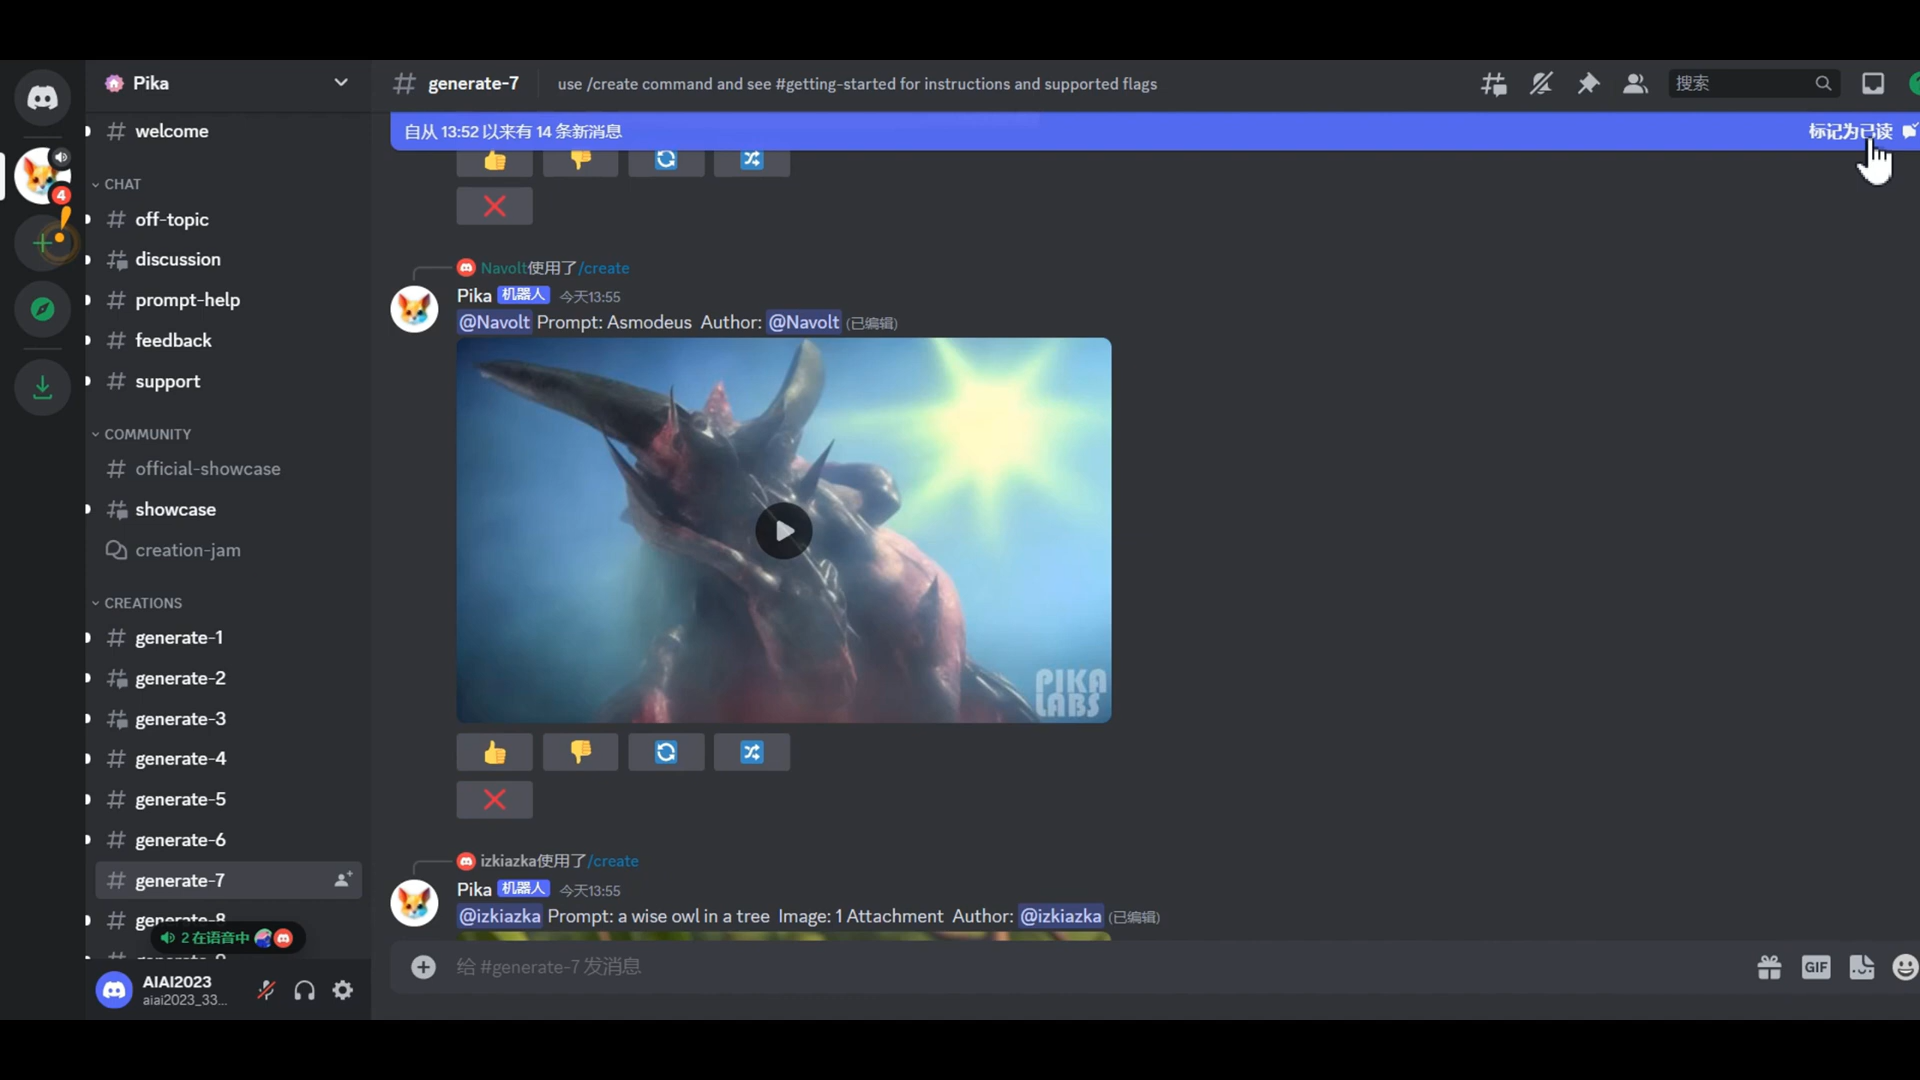 Pika
generate-7
use /create command and see #getting-started for instructions and supported flags
搜索
自从 13:52 以来有 14 条新消息
标记为已读
welcome
CHAT
off-topic
discussion
prompt-help
feedback
support
COMMUNITY
official-showcase
showcase
creation-jam
CREATIONS
generate-1
generate-2
generate-3
generate-4
generate-5
generate-6
generate-7
generate-8
2 在语音中
4
AIAI2023
aiai2023_33...
Navolt使用了/create
Pika 机器人 今天13:55
@Navolt Prompt: Asmodeus Author: @Navolt (已编辑)
PIKA
LABS
izkiazka使用了/create
Pika 机器人 今天13:55
@izkiazka Prompt: a wise owl in a tree Image: 1 Attachment Author: @izkiazka (已编辑)
给 #generate-7 发消息
GIF